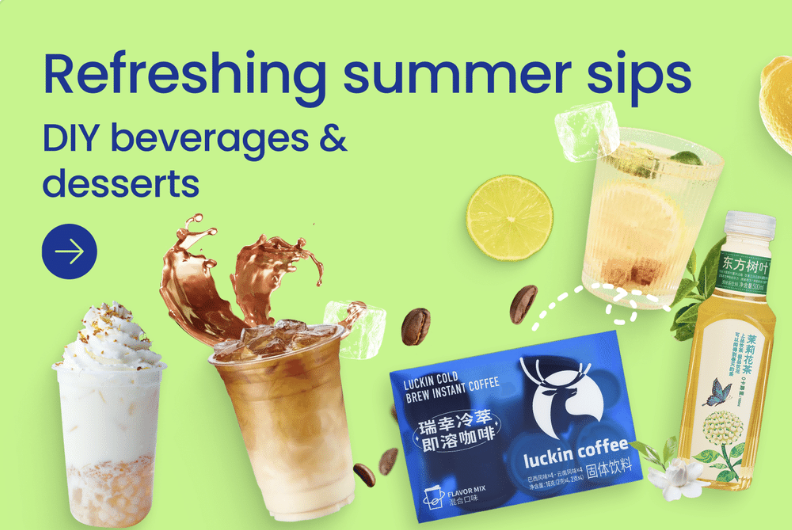 Refreshing summer sips
DIY beverages &
desserts
LUCKIN COLD
BREW INSTANT COFFEE
瑞幸冷萃
即溶咖啡
luckin coffee
固体饮料
FLAVOR MIX
混合口味
东方树叶
茉莉花茶